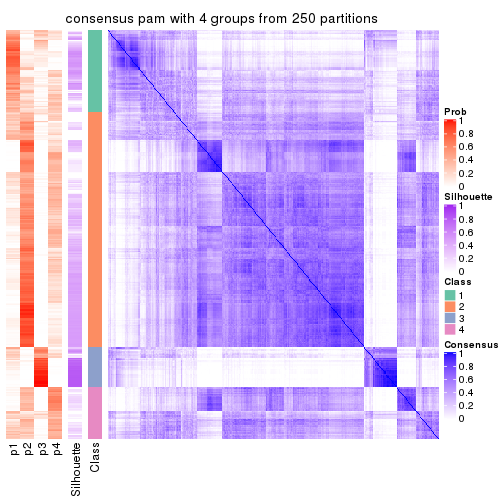 consensus pam with 4 groups from 250 partitions
Prob
1
0.8
0.6
0.4
0.2
0
Silhouette
1
0.8
0.6
0.4
0.2
0
Class
1
2
3
4
Consensus
1
0.8
0.6
0.4
0.2
0
p1
p2
p3
p4
Silhouette
Class